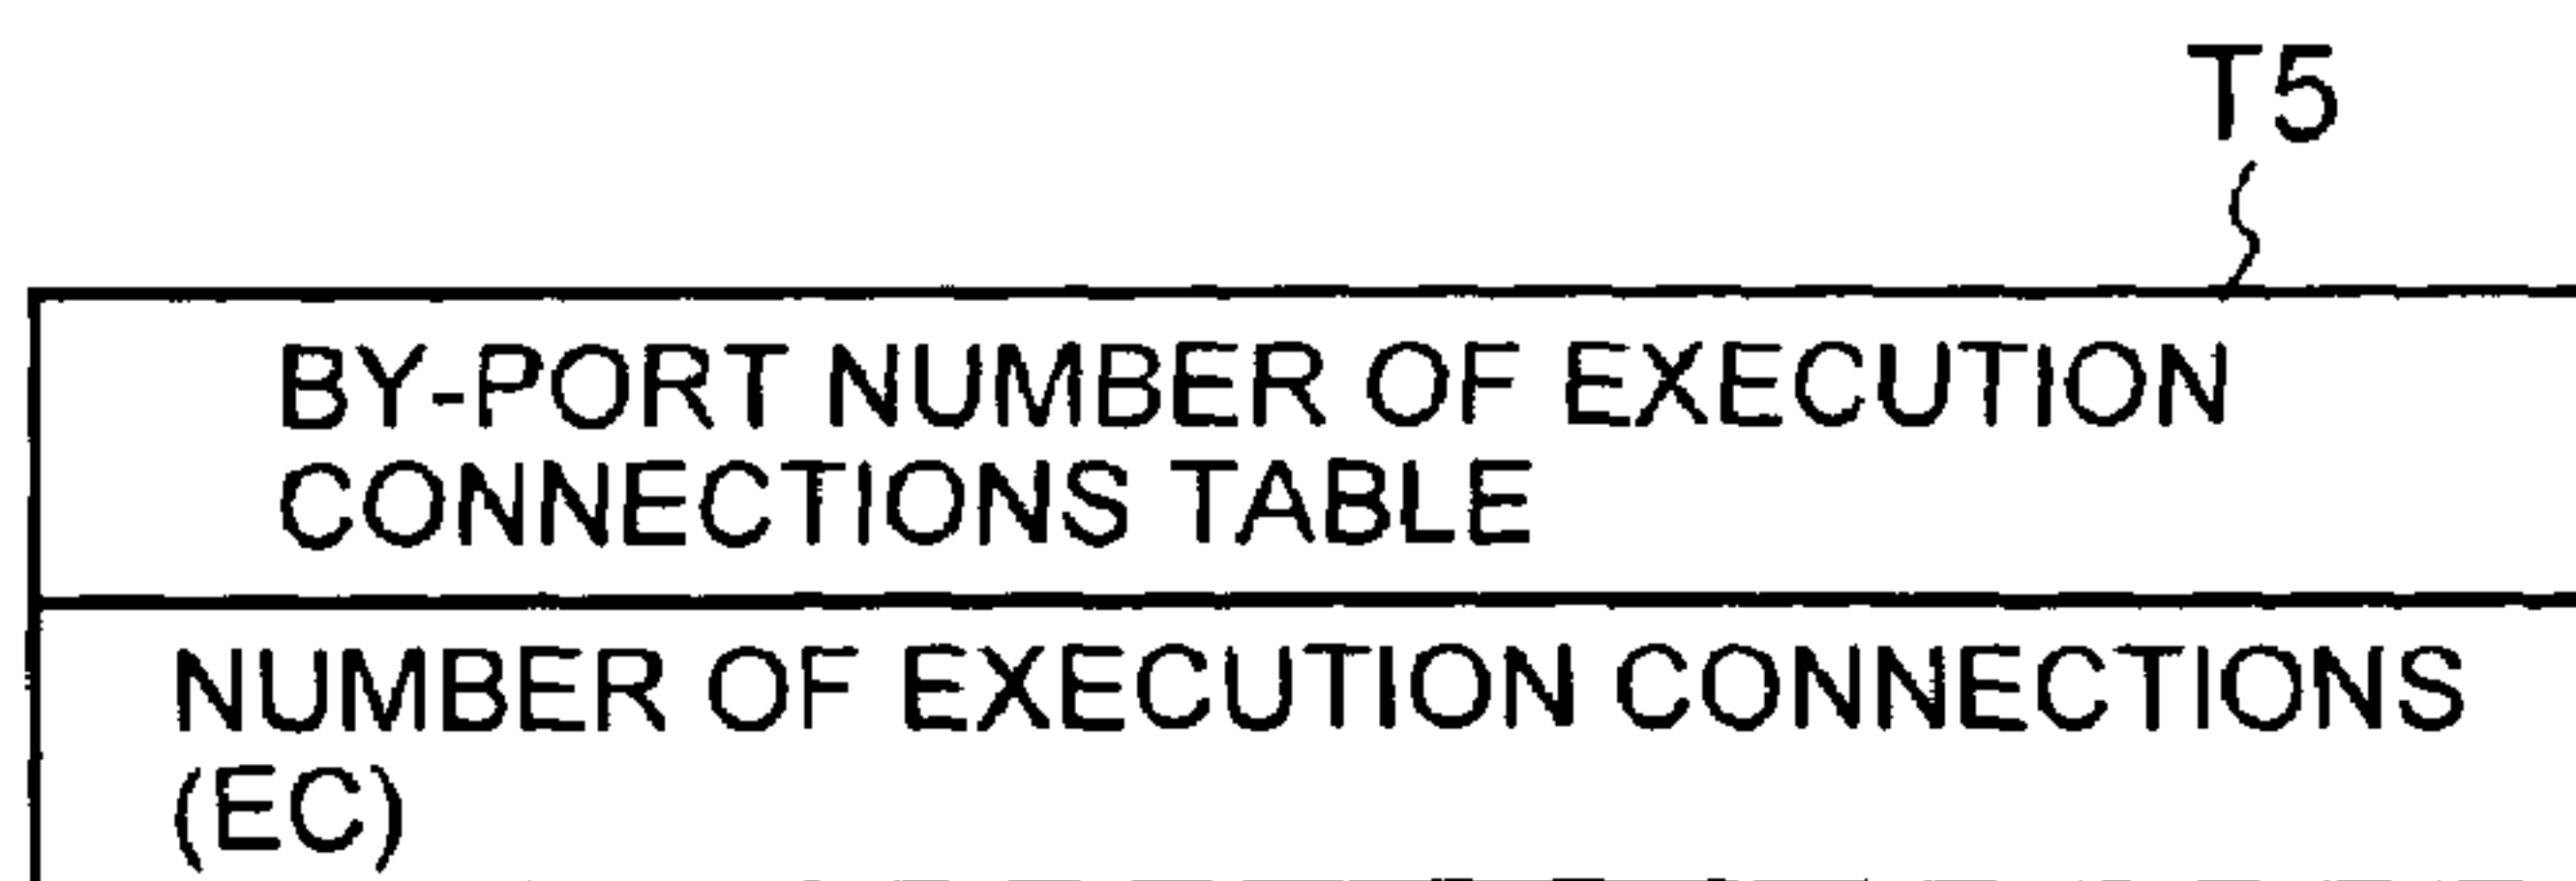 T5
BY-PORT NUMBER OF EXECUTION
CONNECTIONS TABLE
NUMBER OF EXECUTION CONNECTIONS
(EC)